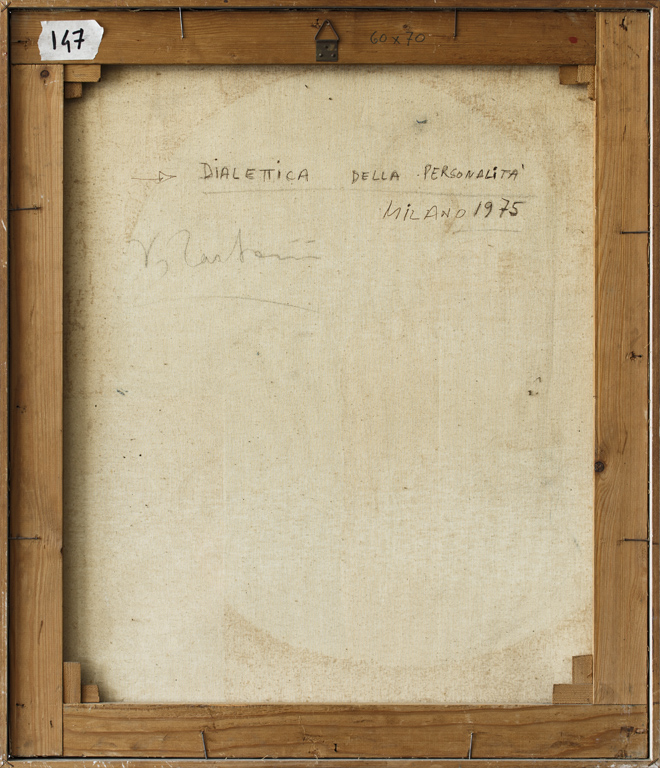 147
60x70
DIALETTICA DELLA PERSONALITA'
MILANO 1975